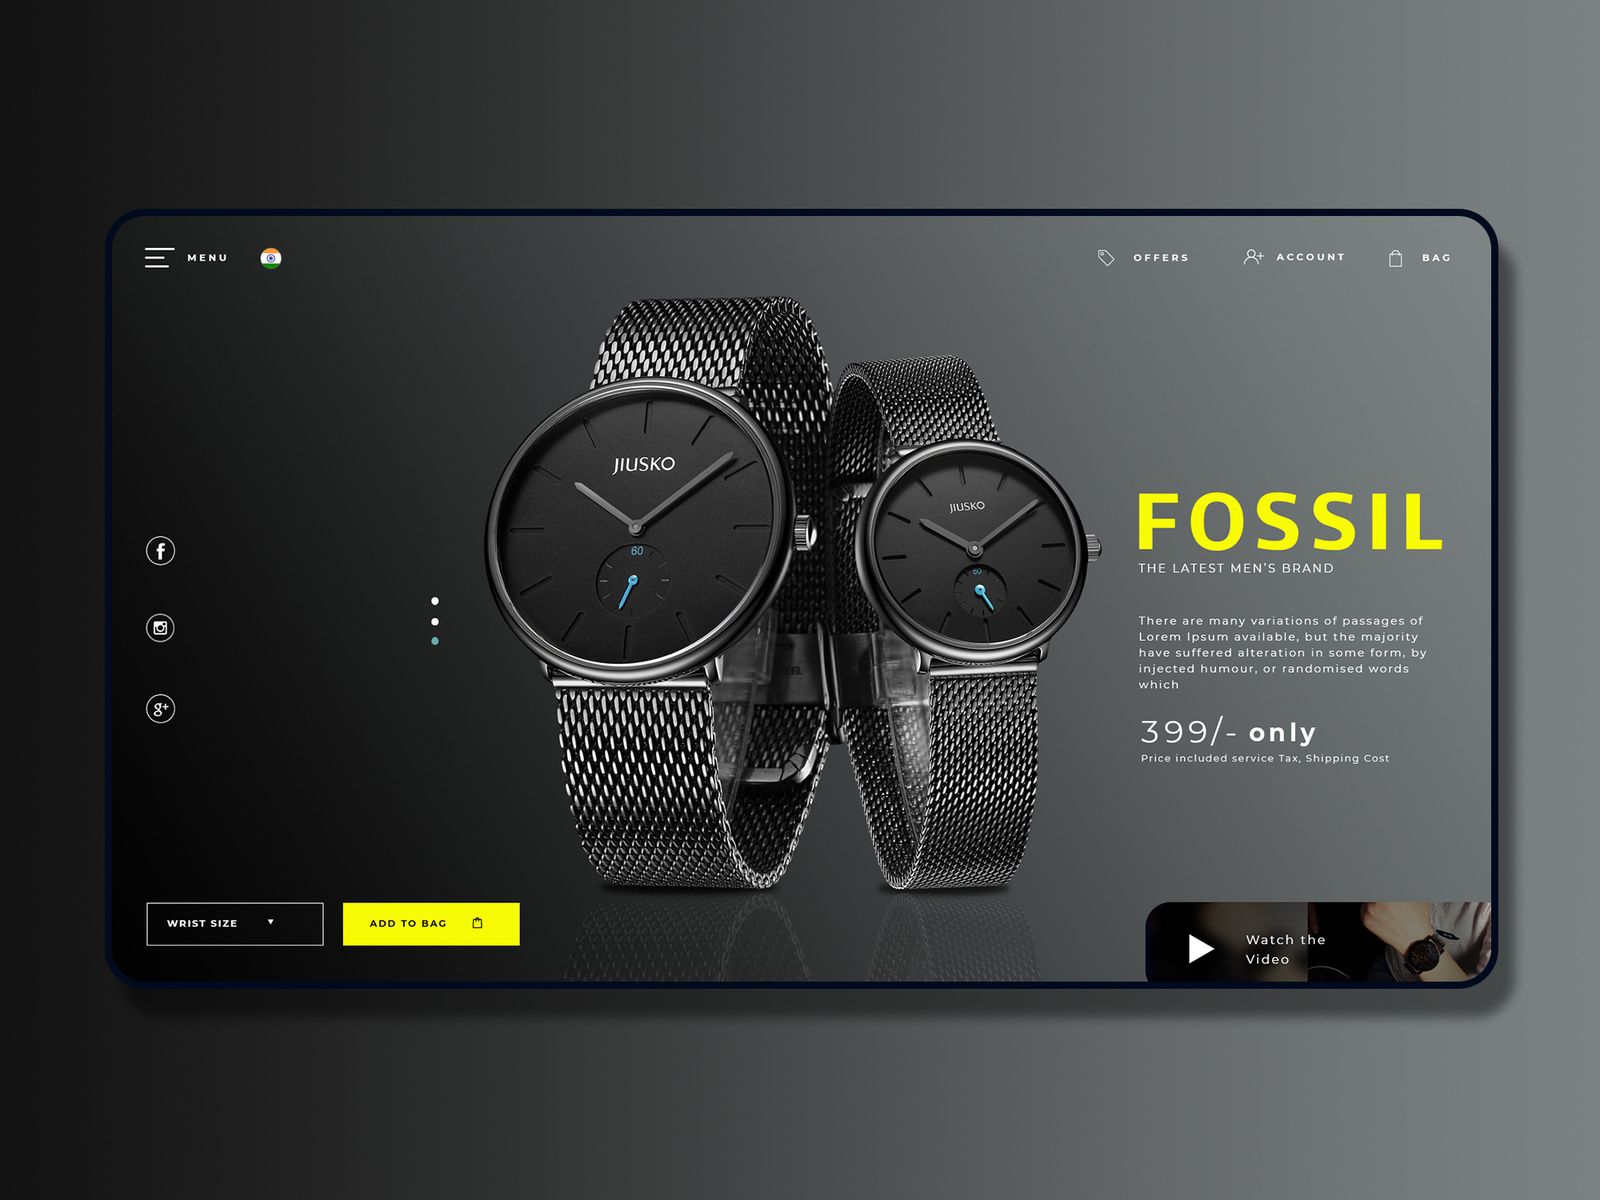 MENU
OFFERS
ACCOUNT
BAG
JIUSKO
60
JIUSKO
60
FOSSIL
THE LATEST MEN'S BRAND
There are many variations of passages of
Lorem Ipsum available, but the majority
have suffered alteration in some form, by
injected humour, or randomised words
which
399/- only
Price included service Tax, Shipping Cost
f
g+
WRIST SIZE
ADD TO BAG
Watch the
Video